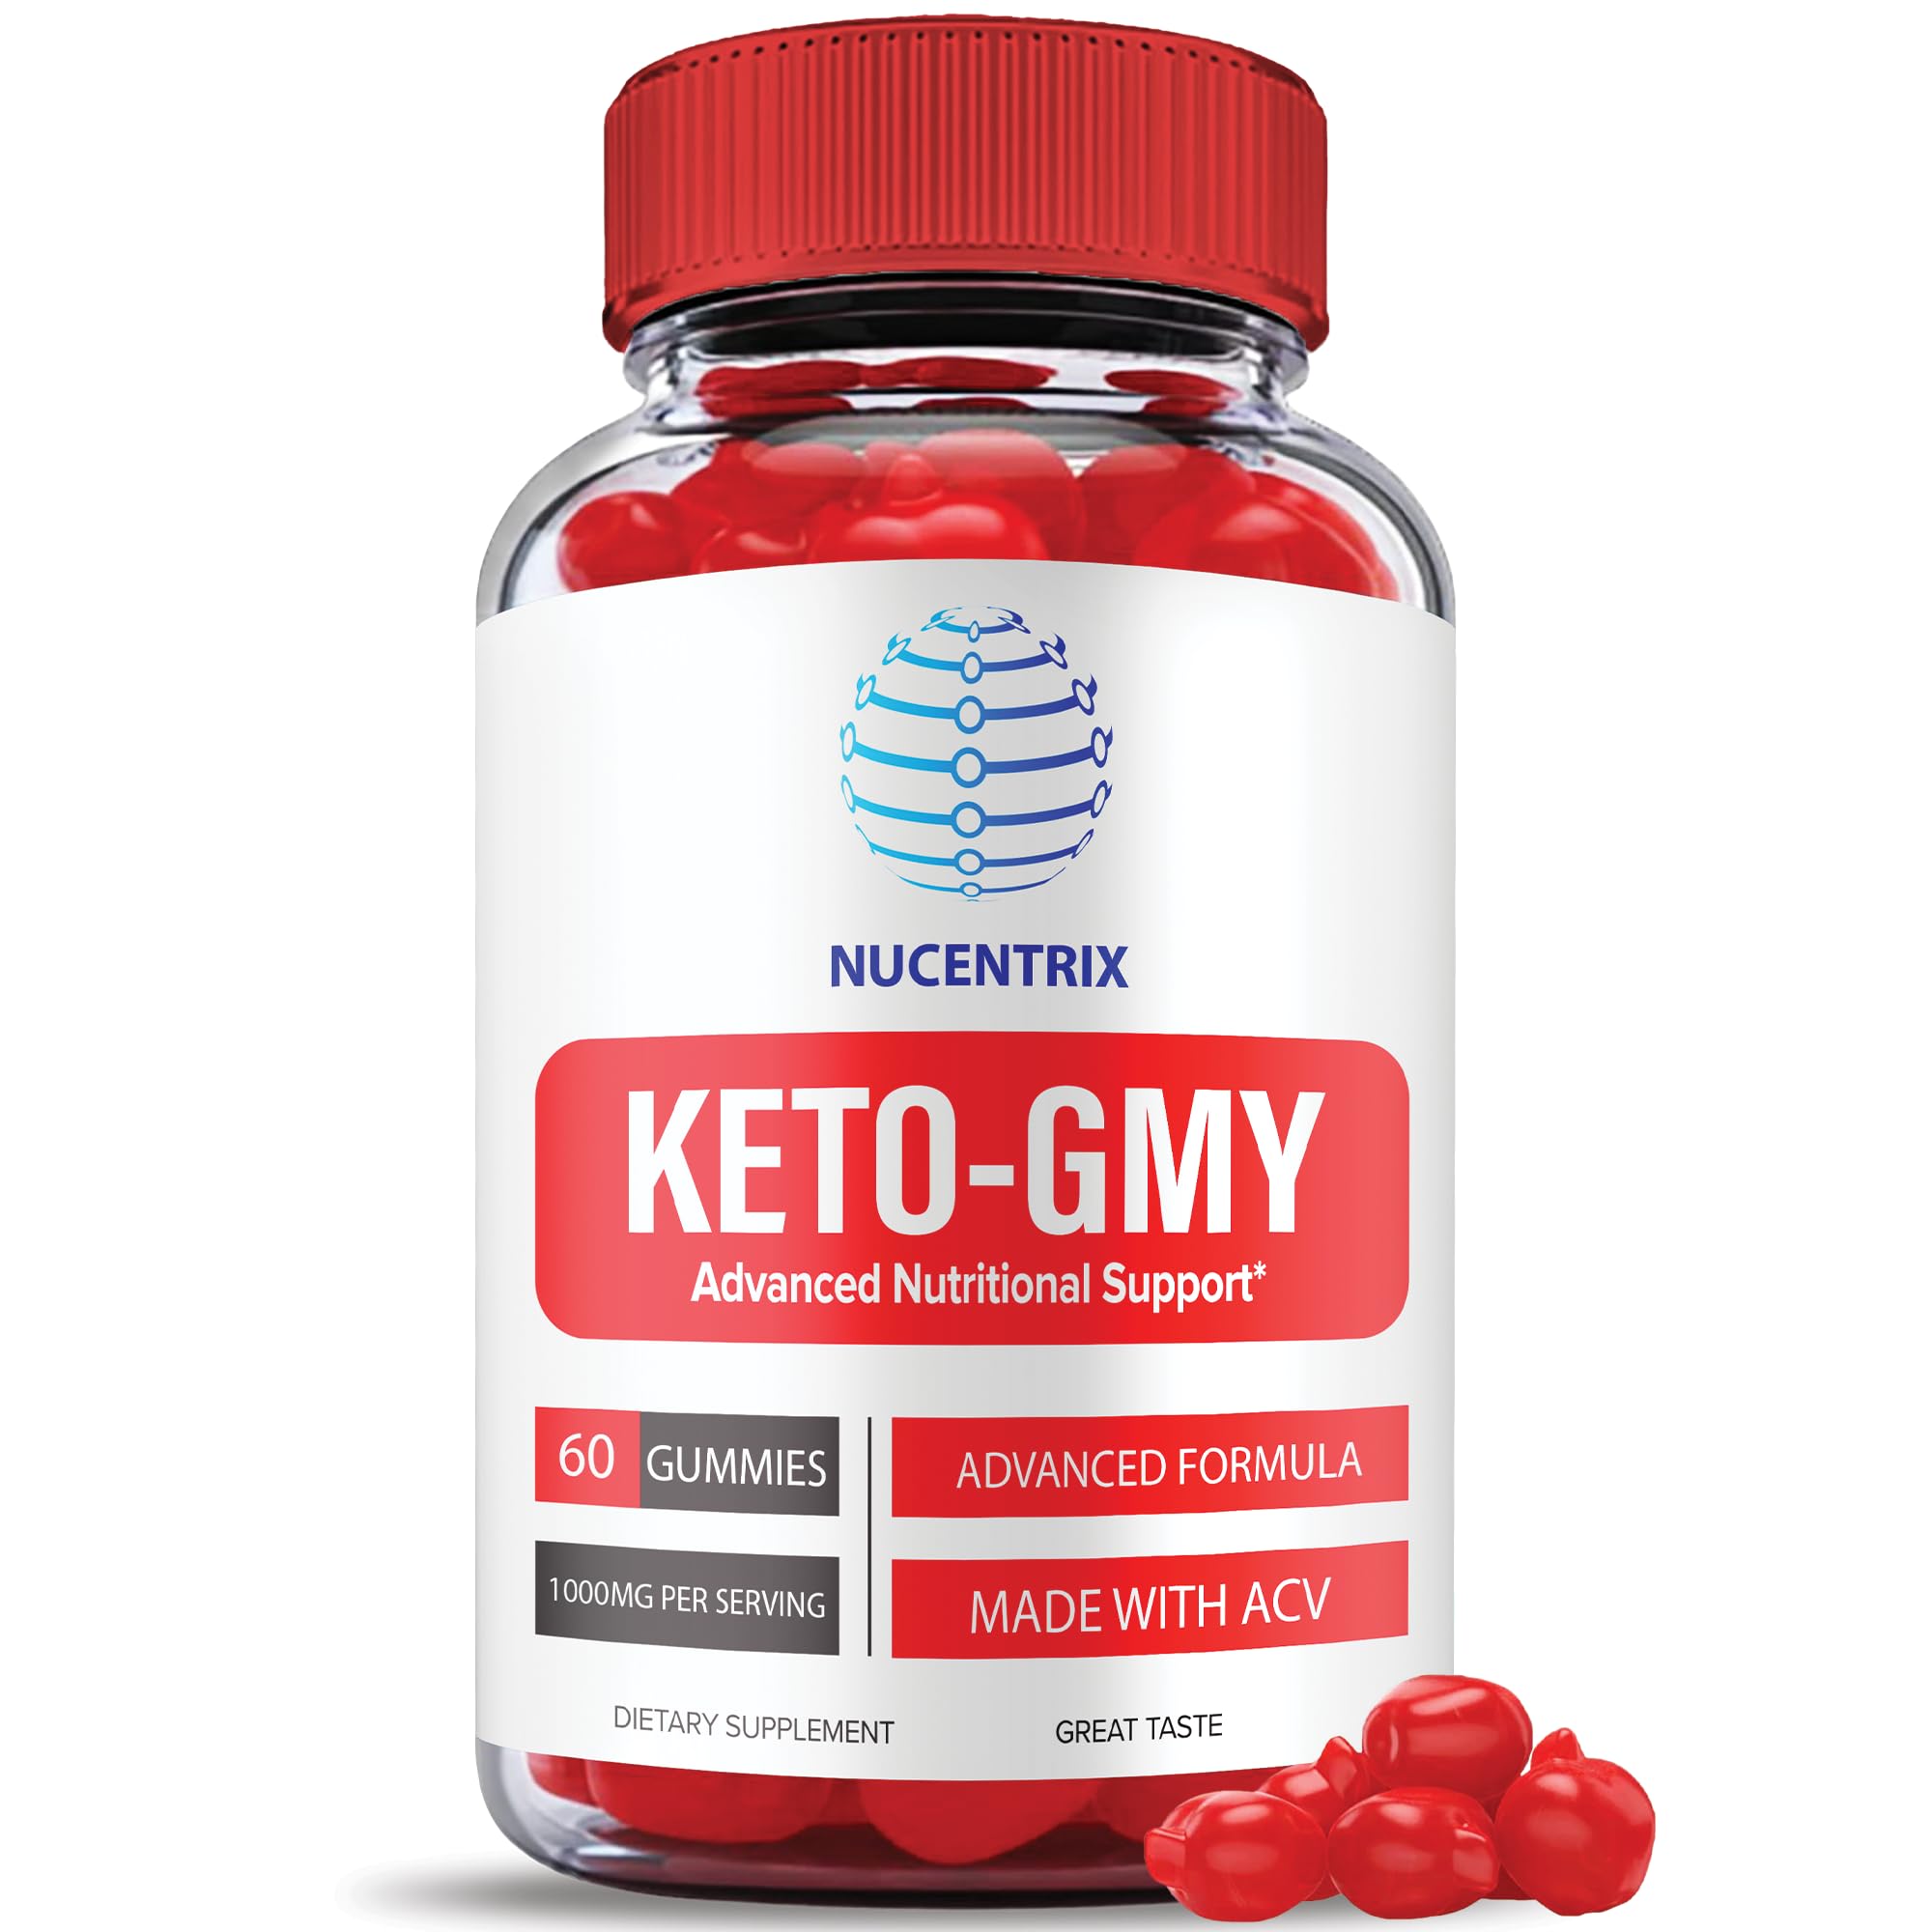 NUCENTRIX
KETO-GMY
Advanced Nutritional Support*
60 GUMMIES
1000MG PER SERVING
ADVANCED FORMULA
MADE WITH ACV
DIETARY SUPPLEMENT
GREAT TASTE